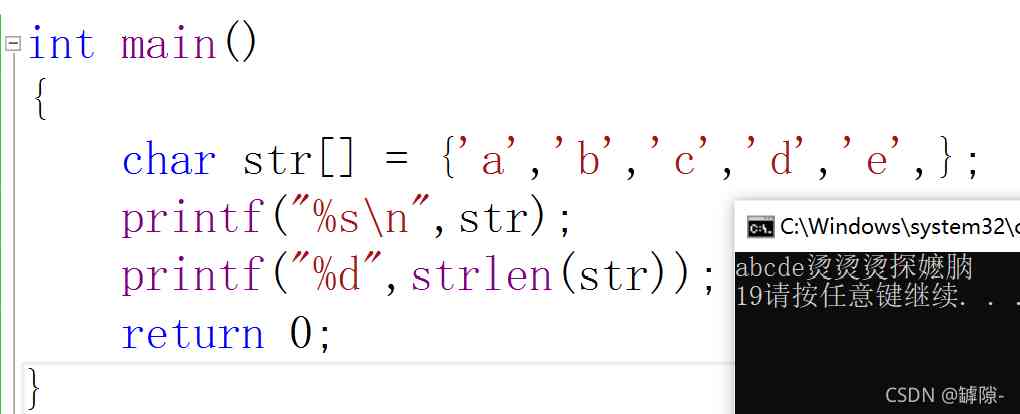 int main()
{
char str[] = {'a','b','c','d','e',};
printf("%s\n",str);
printf("%d",strlen(str));
return 0;
}
C:\Windows\system32\c
abcde烫烫烫探嬷朒
19请按任意键继续. . .
CSDN @罅隙-